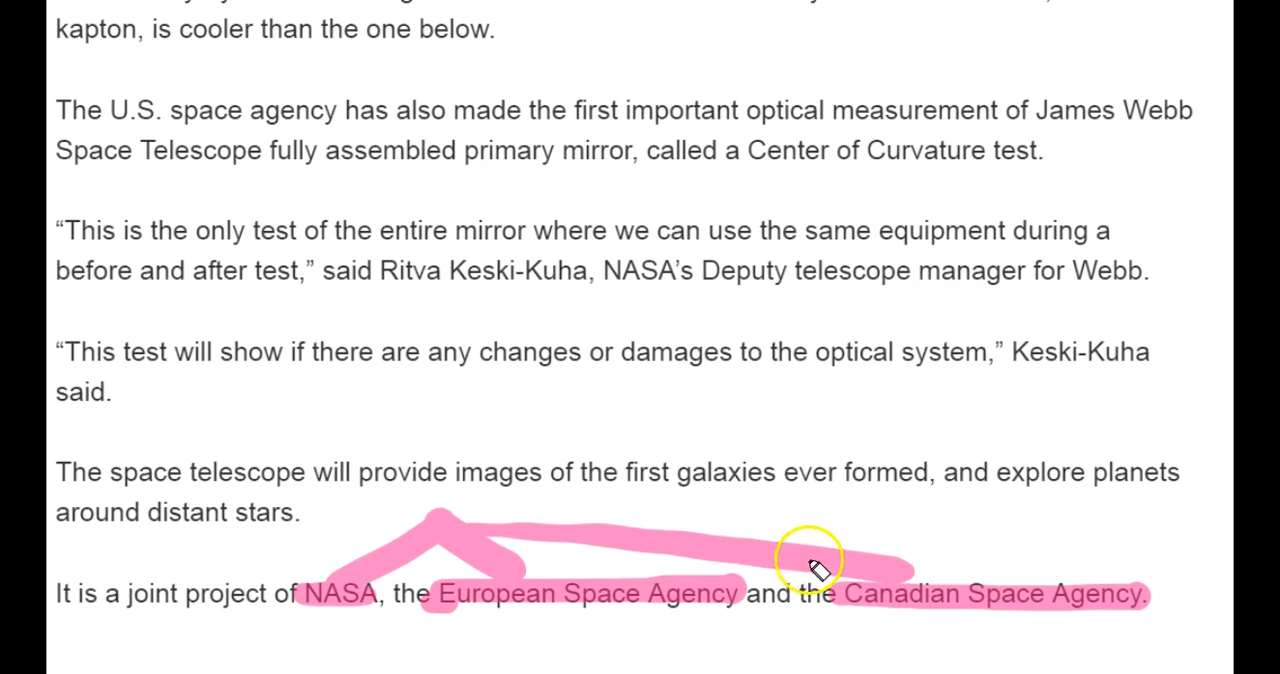 kapton, is cooler than the one below.
The U.S. space agency has also made the first important optical measurement of James Webb
Space Telescope fully assembled primary mirror, called a Center of Curvature test.
“This is the only test of the entire mirror where we can use the same equipment during a
before and after test,” said Ritva Keski-Kuha, NASA’s Deputy telescope manager for Webb.
“This test will show if there are any changes or damages to the optical system,” Keski-Kuha
said.
The space telescope will provide images of the first galaxies ever formed, and explore planets
around distant stars.
It is a joint project of NASA, the European Space Agency and the Canadian Space Agency.